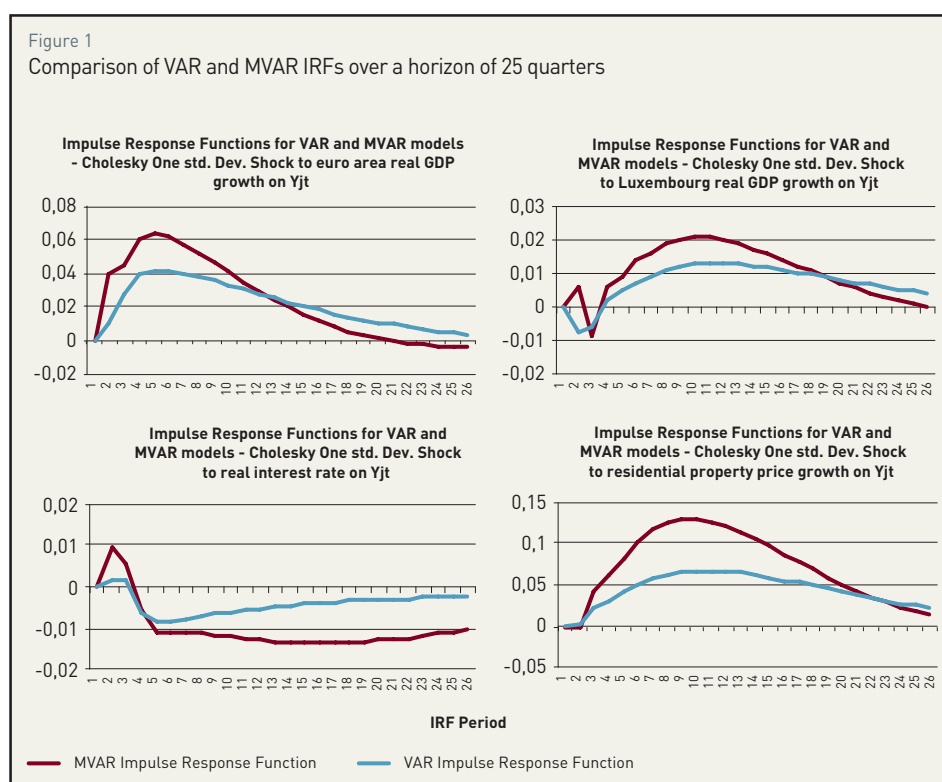 Figure 1
Comparison of VAR and MVAR IRFs over a horizon of 25 quarters
Impulse Response Functions for VAR and MVAR models
- Cholesky One std. Dev. Shock to euro area real GDP
growth on Yjt
0,08
0,06
0,04
0,02
0
-0,02
1 2 3 4 5 6 7 8 9 10 11 12 13 14 15 16 17 18 19 20 21 22 23 24 25 26
Impulse Response Functions for VAR and
MVAR models - Cholesky One std. Dev. Shock
to Luxembourg real GDP growth on Yjt
0,03
0,02
0,01
0
-0,01
-0,02
1 2 3 4 5 6 7 8 9 10 11 12 13 14 15 16 17 18 19 20 21 22 23 24 25 26
Impulse Response Functions for VAR and
MVAR models - Cholesky One std. Dev. Shock
to real interest rate on Yjt
0,02
0,01
0
-0,01
-0,02
1 2 3 4 5 6 7 8 9 10 11 12 13 14 15 16 17 18 19 20 21 22 23 24 25 26
Impulse Response Functions for VAR and
MVAR models - Cholesky One std. Dev. Shock
to residential property price growth on Yjt
0,15
0,1
0,05
0
-0,05
1 2 3 4 5 6 7 8 9 10 11 12 13 14 15 16 17 18 19 20 21 22 23 24 25 26
IRF Period
MVAR Impulse Response Function
VAR Impulse Response Function